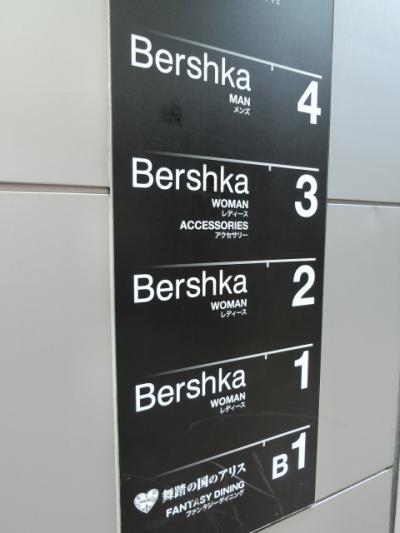 Bershka
MAN
メンズ
4
Bershka
WOMAN
レディース
ACCESSORIES
アクセサリー
3
Bershka
WOMAN
レディース
2
Bershka
WOMAN
レディース
1
舞踏の国のアリス
FANTASY DINING
ファンタジーダイニング
B1